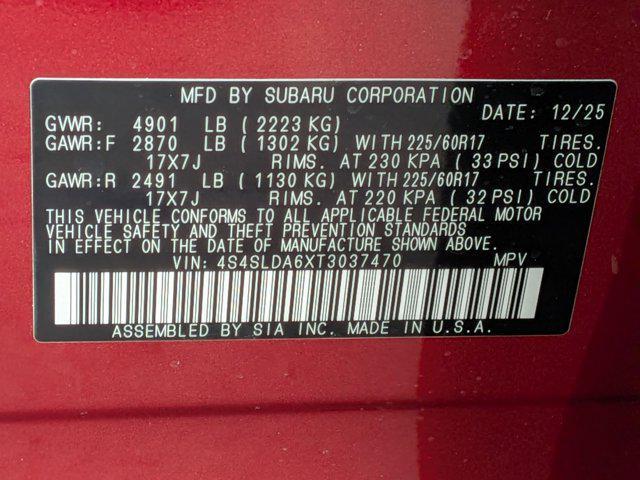 MFD BY SUBARU CORPORATION
DATE: 12/25
GVWR: 4901 LB ( 2223 KG)
GAWR:F 2870 LB ( 1302 KG) WITH 225/60R17 TIRES.
17X7J RIMS. AT 230 KPA ( 33 PSI) COLD
GAWR:R 2491 LB ( 1130 KG) WITH 225/60R17 TIRES.
17X7J RIMS. AT 220 KPA ( 32 PSI) COLD
THIS VEHICLE CONFORMS TO ALL APPLICABLE FEDERAL MOTOR
VEHICLE SAFETY AND THEFT PREVENTION STANDARDS
IN EFFECT ON THE DATE OF MANUFACTURE SHOWN ABOVE.
VIN: 4S4SLDA6XT3037470 MPV
ASSEMBLED BY SIA INC. MADE IN U.S.A.